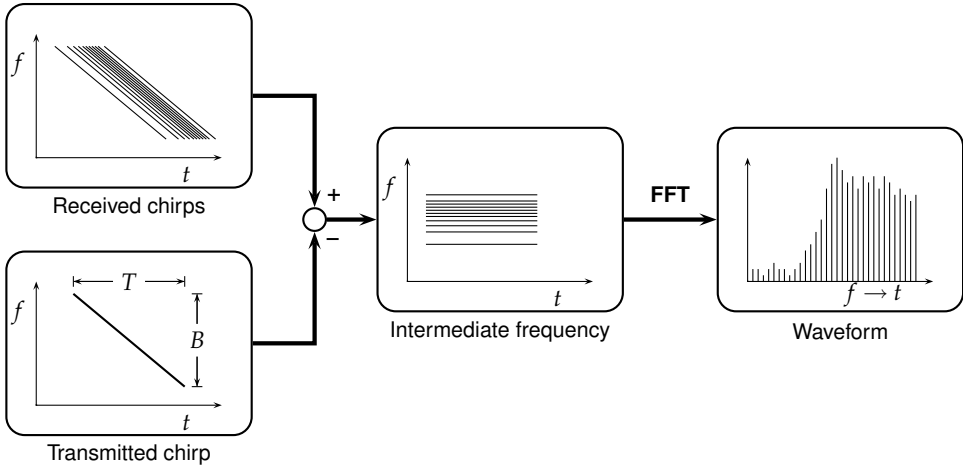 f
t
Received chirps
T
f
B
t
Transmitted chirp
+
−
f
t
Intermediate frequency
FFT
f → t
Waveform